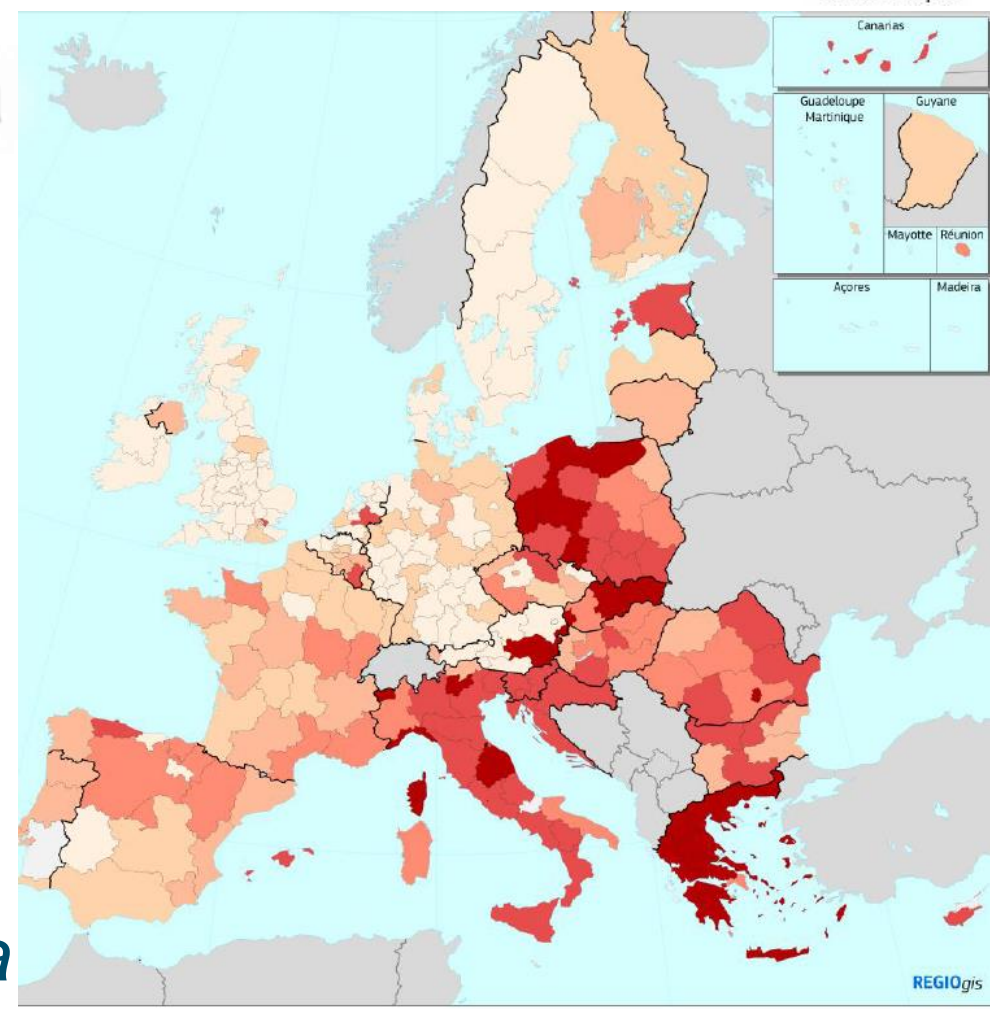 Canarias
Guadeloupe
Martinique
Guyane
Mayotte
Réunion
Açores
Madeira
a
REGIOgis